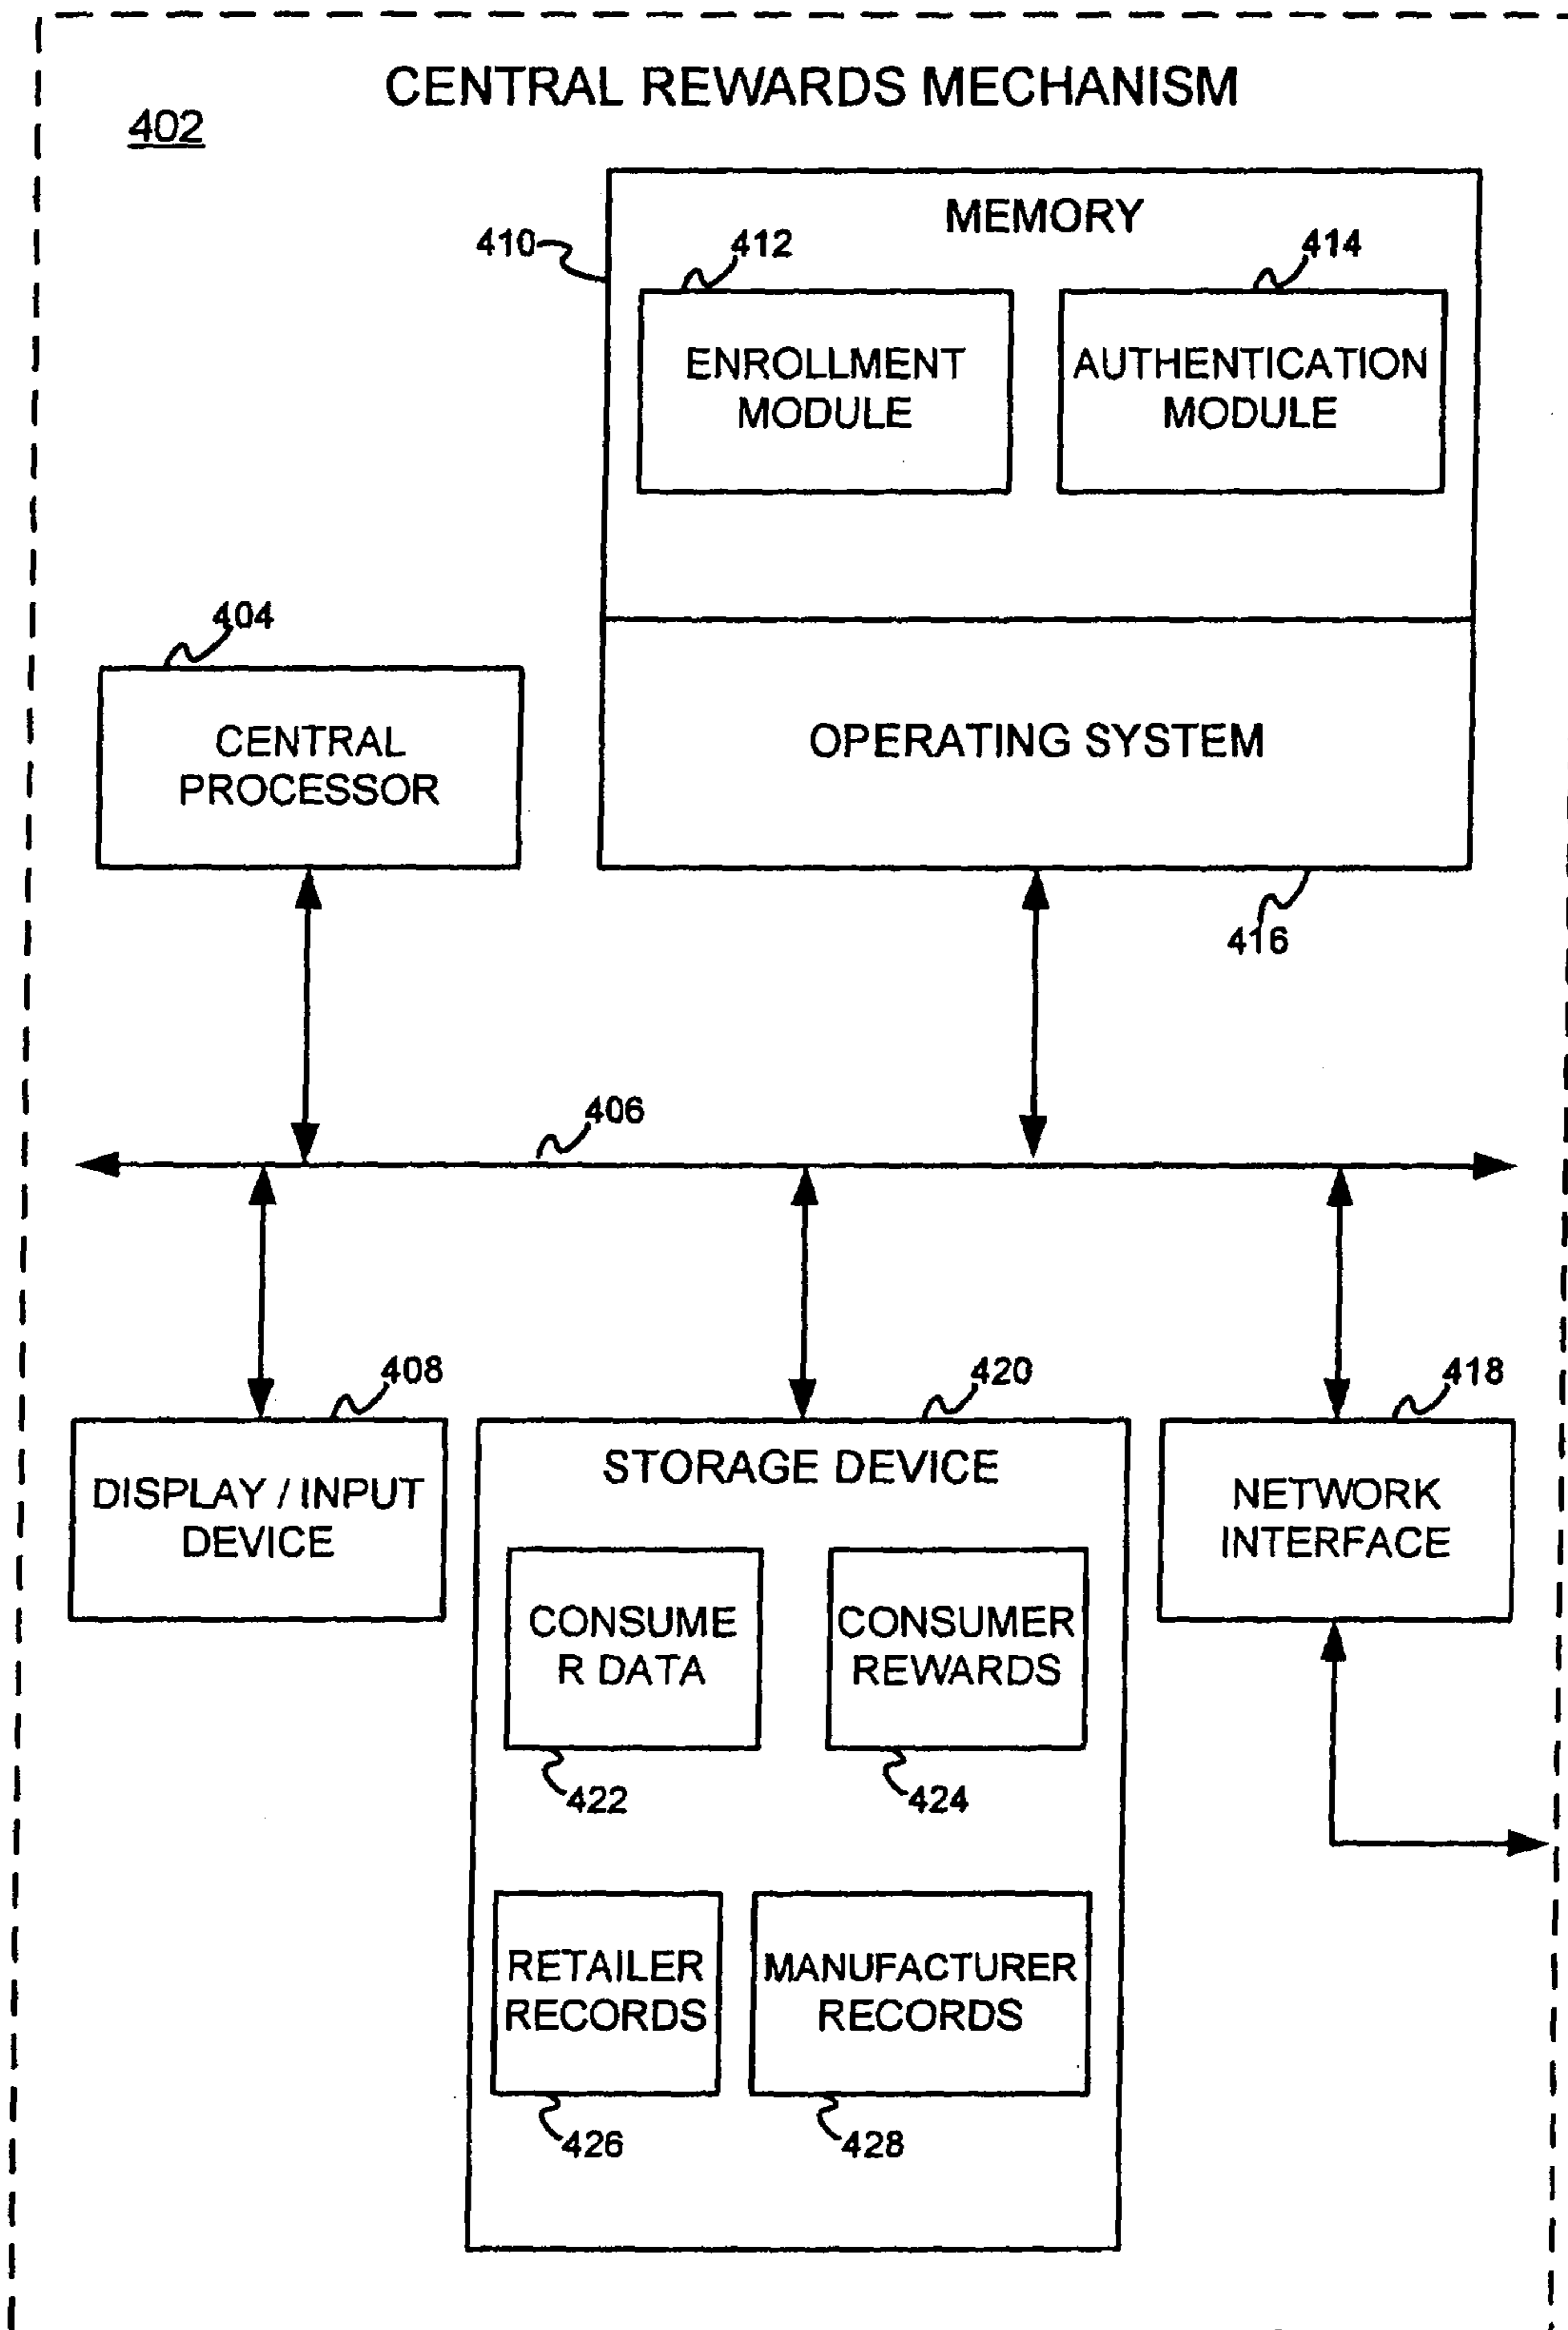 CENTRAL REWARDS MECHANISM
402
MEMORY
410
412
414
ENROLLMENT
MODULE
AUTHENTICATION
MODULE
404
CENTRAL
PROCESSOR
OPERATING SYSTEM
416
406
408
420
418
DISPLAY / INPUT
DEVICE
STORAGE DEVICE
NETWORK
INTERFACE
CONSUME
R DATA
CONSUMER
REWARDS
422
424
RETAILER
RECORDS
MANUFACTURER
RECORDS
426
428